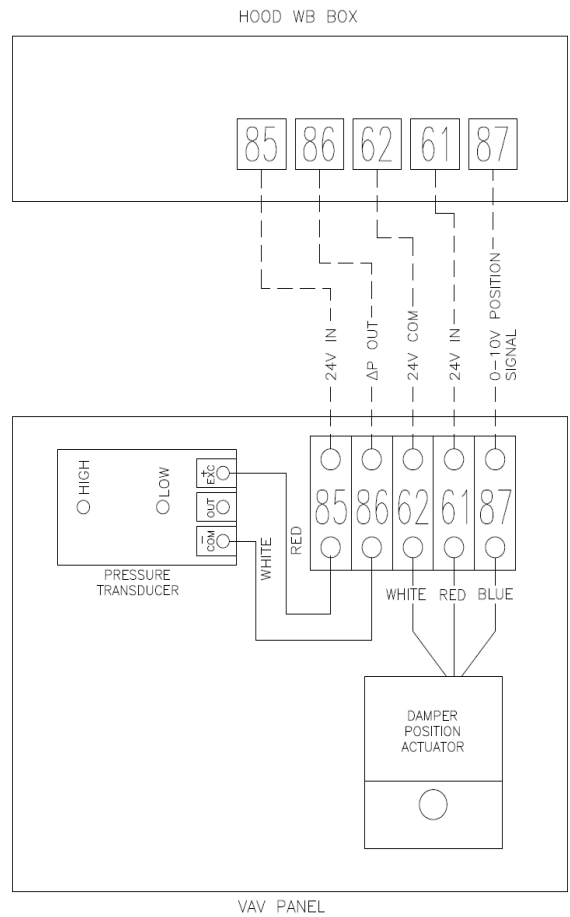 HOOD WB BOX
85 86 62 61 87
24V IN
ΔP OUT
24V COM
24V IN
0-10V POSITION
SIGNAL
HIGH
LOW
+
EXC
OUT
-
COM
PRESSURE
TRANSDUCER
WHITE
RED
85 86 62 61 87
WHITE RED BLUE
DAMPER
POSITION
ACTUATOR
VAV PANEL